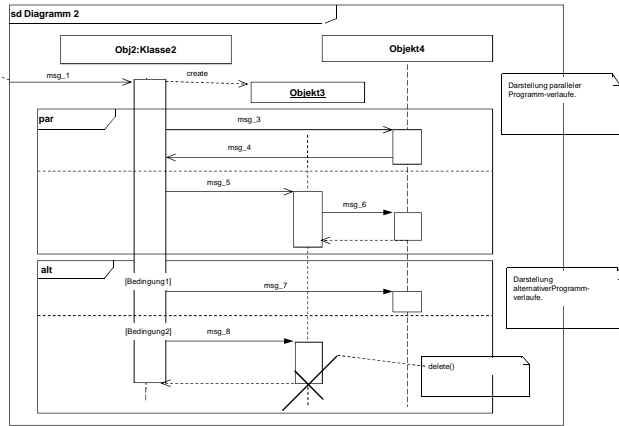 sd Diagramm 2
Obj2:Klasse2
Objekt4
msg_1
create
Objekt3
Darstellung paralleler
Programm-verlaufe.
par
msg_3
msg_4
msg_5
msg_6
alt
[Bedingung1]
msg_7
Darstellung
alternativerProgramm-
verlaufe.
[Bedingung2]
msg_8
delete()